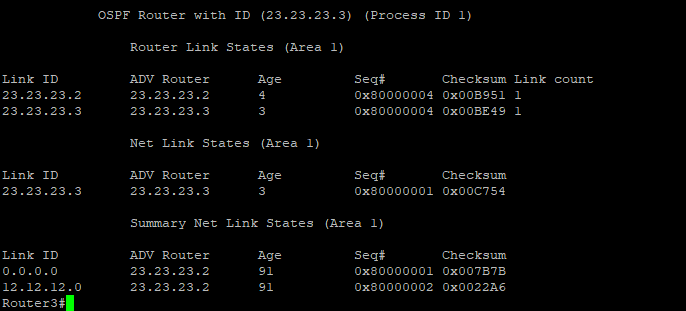 OSPF Router with ID (23.23.23.3) (Process ID 1)
Router Link States (Area 1)
Link ID ADV Router Age Seq# Checksum Link count
23.23.23.2 23.23.23.2 4 0x80000004 0x00B951 1
23.23.23.3 23.23.23.3 3 0x80000004 0x00BE49 1
Net Link States (Area 1)
Link ID ADV Router Age Seq# Checksum
23.23.23.3 23.23.23.3 3 0x80000001 0x00C754
Summary Net Link States (Area 1)
Link ID ADV Router Age Seq# Checksum
0.0.0.0 23.23.23.2 91 0x80000001 0x007B7B
12.12.12.0 23.23.23.2 91 0x80000002 0x0022A6
Router3#